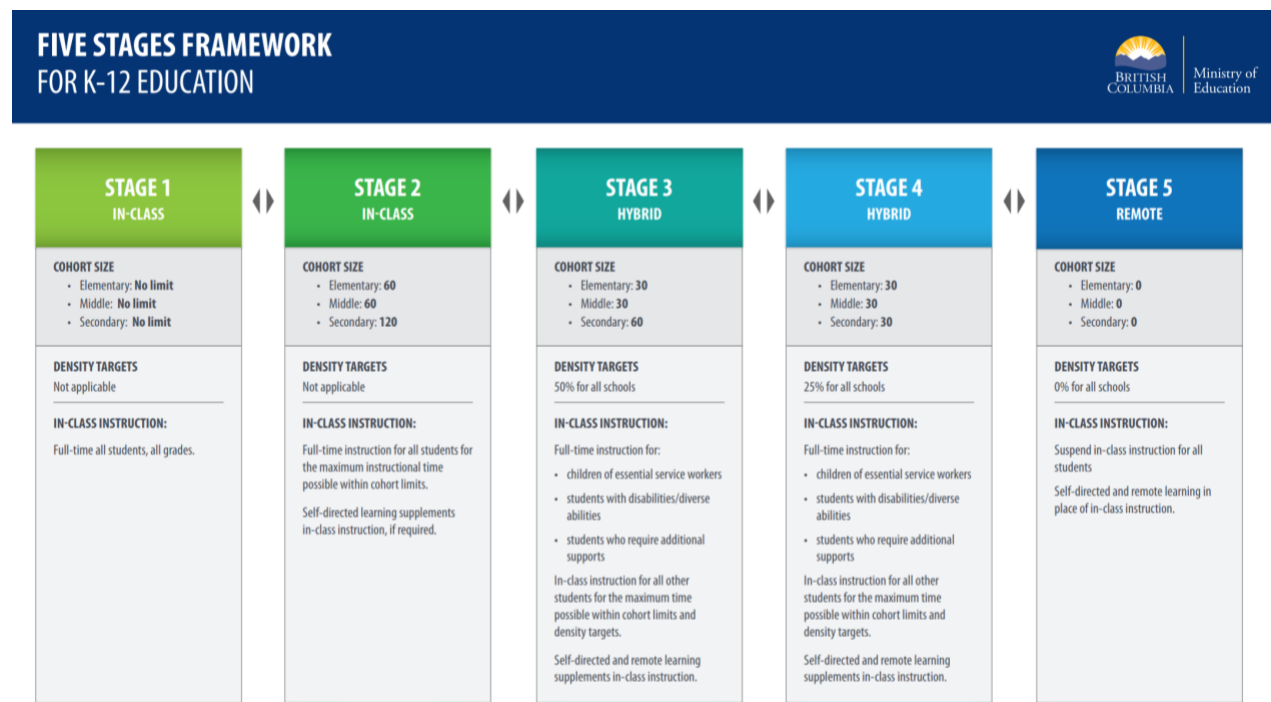 FIVE STAGES FRAMEWORK
FOR K-12 EDUCATION
BRITISH
COLUMBIA
Ministry of
Education
STAGE 1
IN-CLASS
COHORT SIZE
• Elementary: No limit
• Middle: No limit
• Secondary: No limit
DENSITY TARGETS
Not applicable
IN-CLASS INSTRUCTION:
Full-time all students, all grades.
STAGE 2
IN-CLASS
COHORT SIZE
• Elementary: 60
• Middle: 60
• Secondary: 120
DENSITY TARGETS
Not applicable
IN-CLASS INSTRUCTION:
Full-time instruction for all students for
the maximum instructional time
possible within cohort limits.
Self-directed learning supplements
in-class instruction, if required.
STAGE 3
HYBRID
COHORT SIZE
• Elementary: 30
• Middle: 30
• Secondary: 60
DENSITY TARGETS
50% for all schools
IN-CLASS INSTRUCTION:
Full-time instruction for:
• children of essential service workers
• students with disabilities/diverse
abilities
• students who require additional
supports
In-class instruction for all other
students for the maximum time
possible within cohort limits and
density targets.
Self-directed and remote learning
supplements in-class instruction.
STAGE 4
HYBRID
COHORT SIZE
• Elementary: 30
• Middle: 30
• Secondary: 30
DENSITY TARGETS
25% for all schools
IN-CLASS INSTRUCTION:
Full-time instruction for:
• children of essential service workers
• students with disabilities/diverse
abilities
• students who require additional
supports
In-class instruction for all other
students for the maximum time
possible within cohort limits and
density targets.
Self-directed and remote learning
supplements in-class instruction.
STAGE 5
REMOTE
COHORT SIZE
• Elementary: 0
• Middle: 0
• Secondary: 0
DENSITY TARGETS
0% for all schools
IN-CLASS INSTRUCTION:
Suspend in-class instruction for all
students
Self-directed and remote learning in
place of in-class instruction.